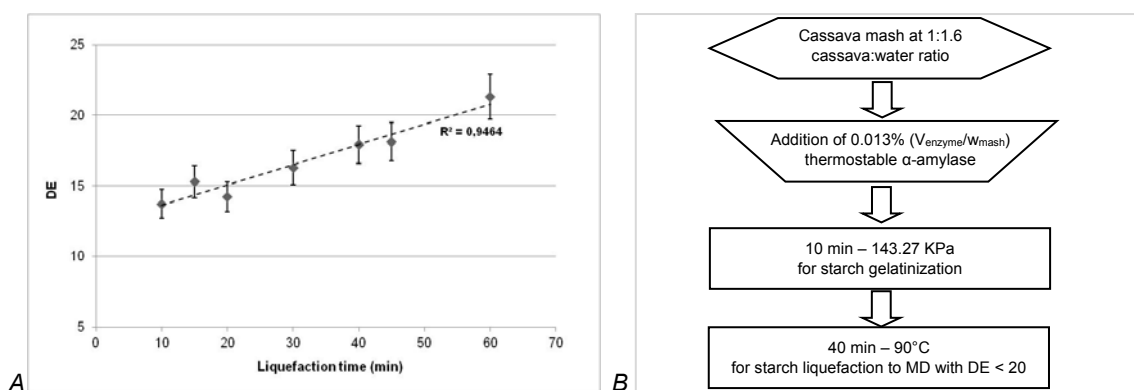 25
20
15
10
5
DE
R² = 0,9464
0 10 20 30 40 50 60 70
Liquefaction time (min)
A
Cassava mash at 1:1.6
cassava:water ratio
Addition of 0.013% (Venzyme/wmash)
thermostable α-amylase
10 min – 143.27 KPa
for starch gelatinization
40 min – 90°C
for starch liquefaction to MD with DE < 20
B